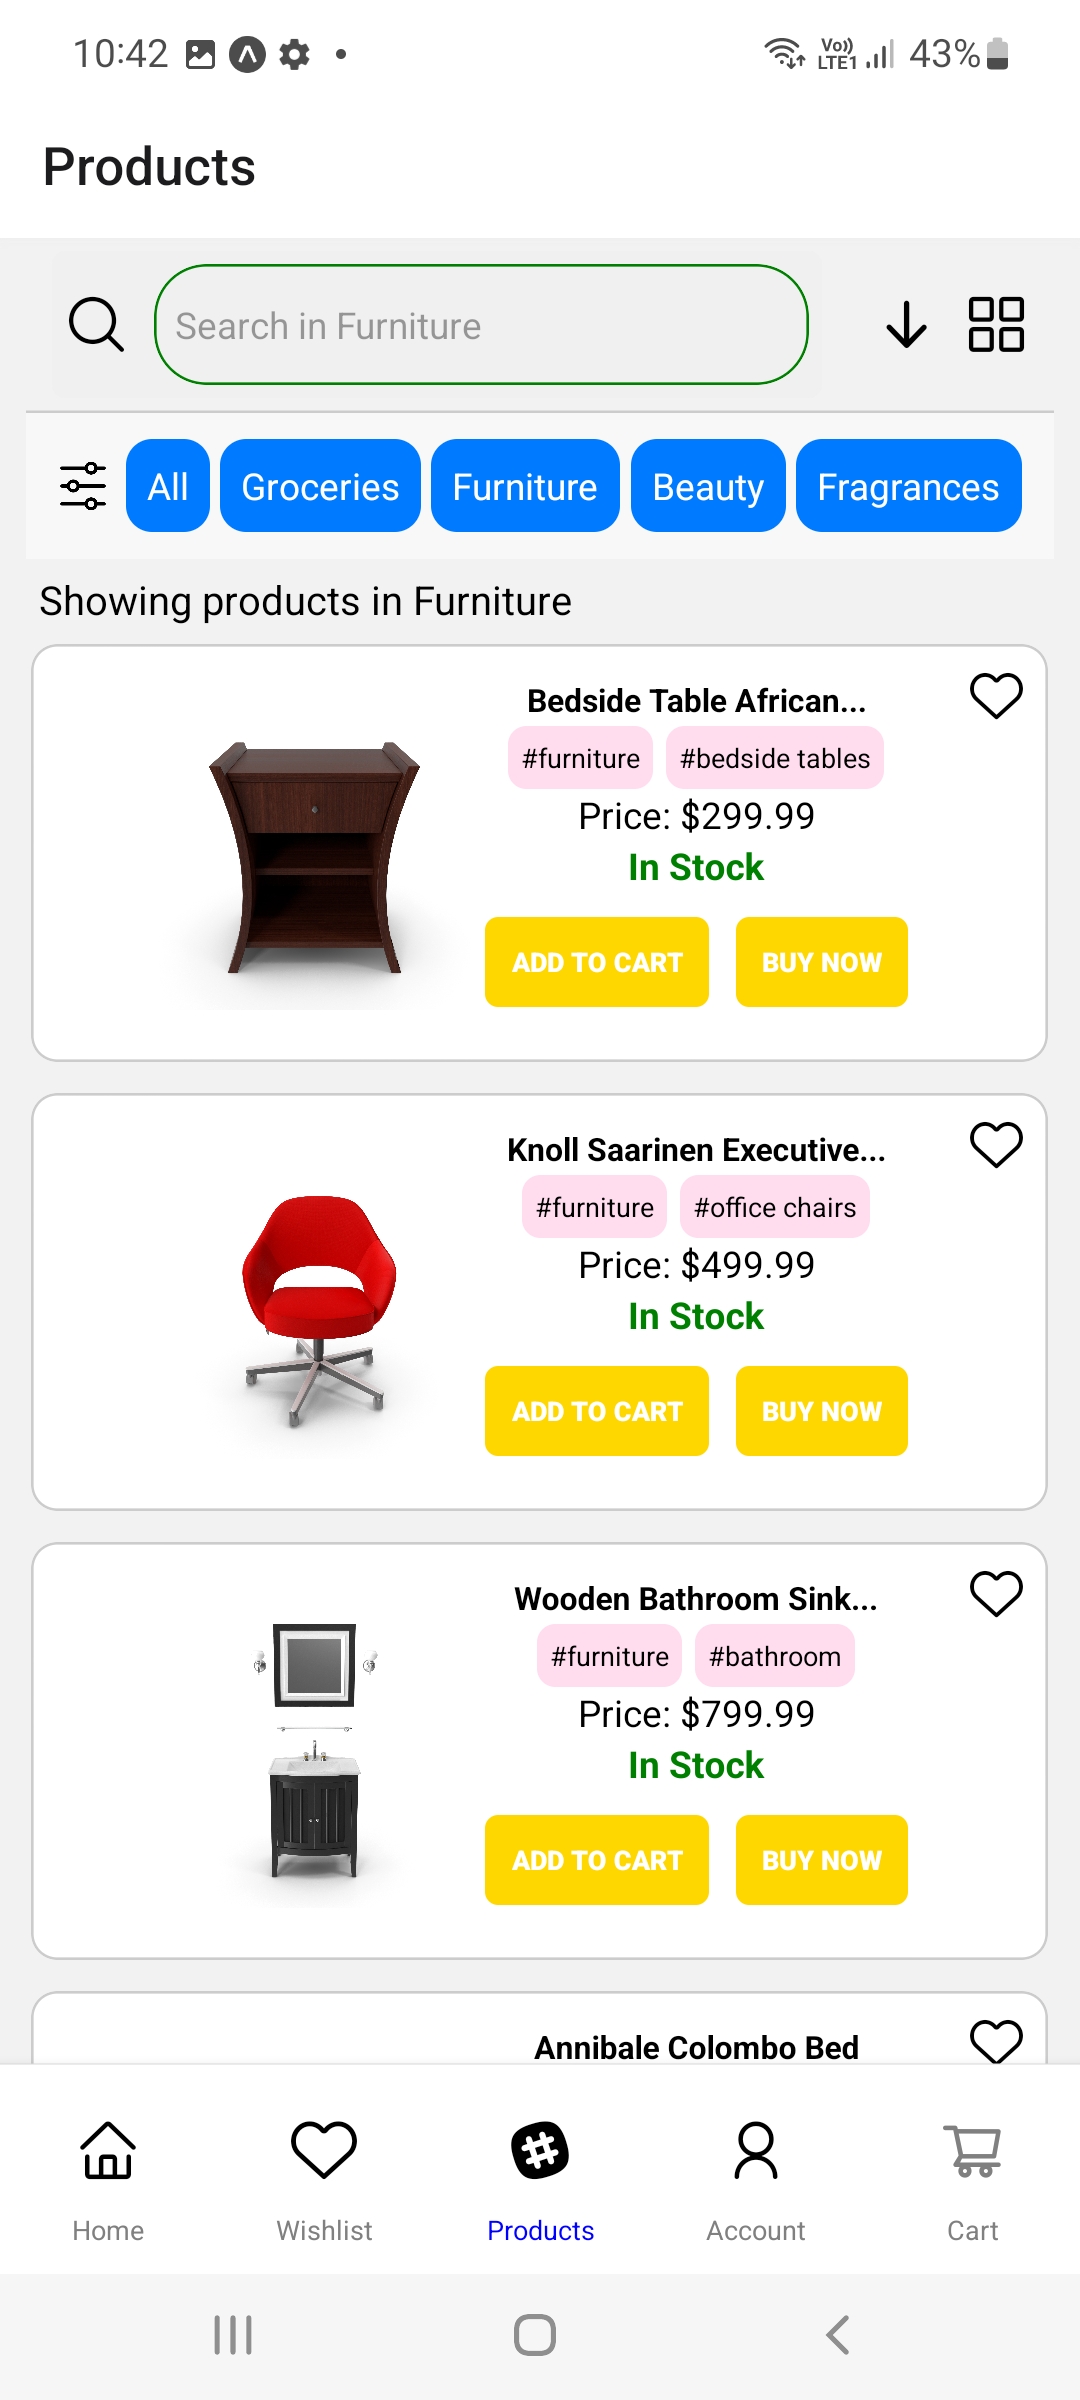 10:42
Vo)) LTE1 43%
Products
Search in Furniture
All Groceries Furniture Beauty Fragrances
Showing products in Furniture
Bedside Table African...
#furniture #bedside tables
Price: $299.99
In Stock
ADD TO CART BUY NOW
Knoll Saarinen Executive...
#furniture #office chairs
Price: $499.99
In Stock
ADD TO CART BUY NOW
Wooden Bathroom Sink...
#furniture #bathroom
Price: $799.99
In Stock
ADD TO CART BUY NOW
Annibale Colombo Bed
Home Wishlist Products Account Cart